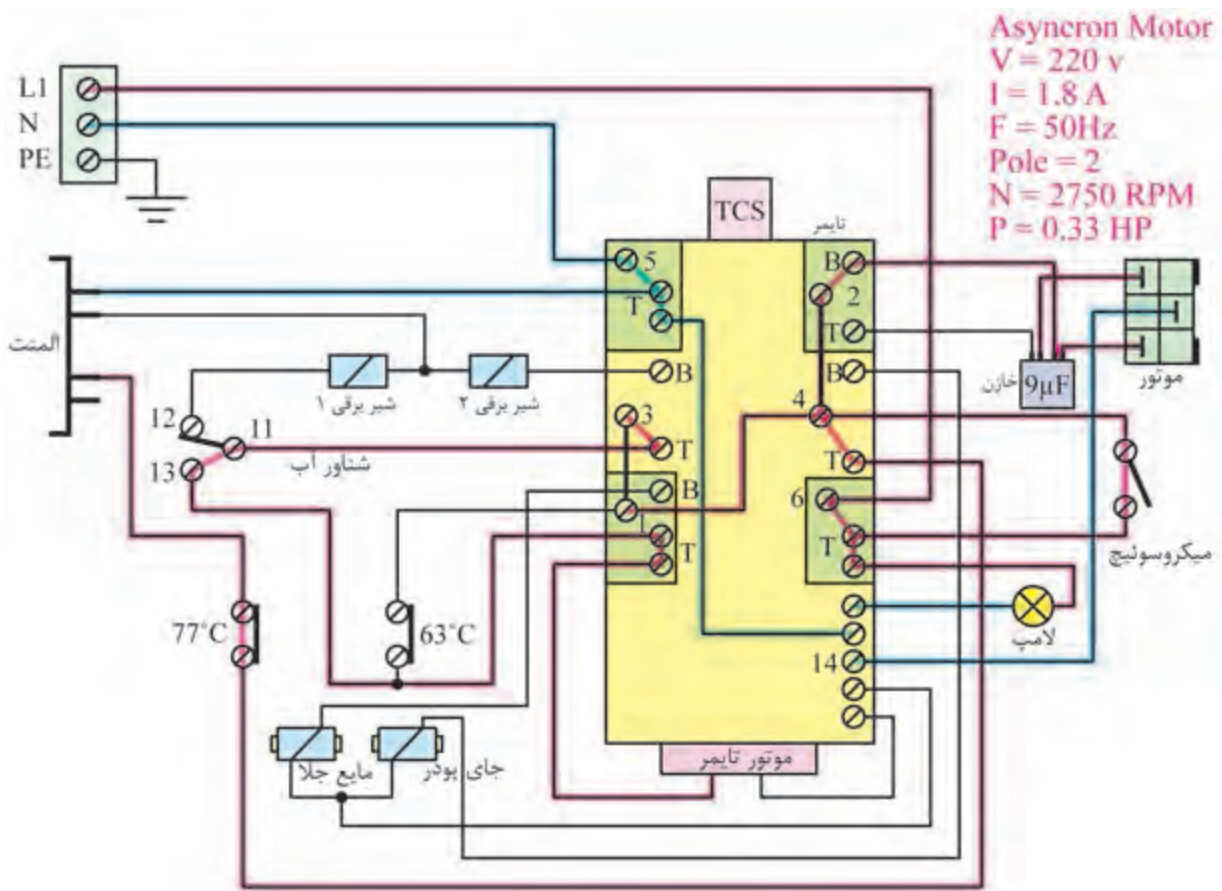 Asyncron Motor
V = 220 v
I = 1.8 A
F = 50Hz
Pole = 2
N = 2750 RPM
P = 0.33 HP
L1
N
PE
TCS
تایمر
5
B
2
T
T
المنت
B
B
9µF
خازن
موتور
شیر برقی ۱
شیر برقی ۲
12
11
13
شناور آب
3
4
T
T
B
1
T
6
T
میکروسوئیچ
77°C
63°C
لامپ
14
مایع جلا
جای پودر
موتور تایمر